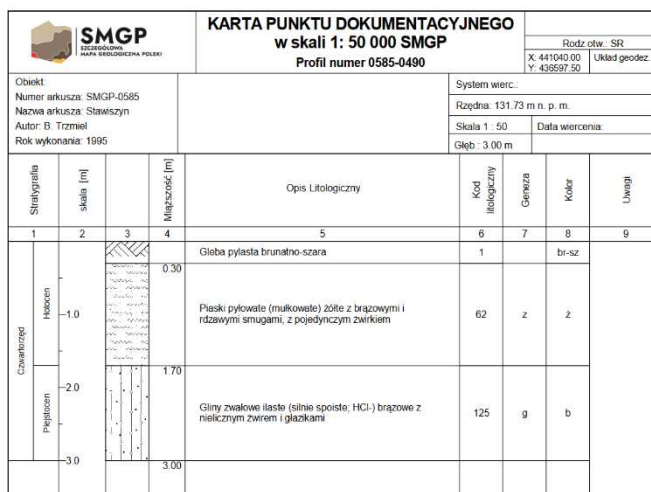 SMGP
SZCZEGÓŁOWA
MAPA GEOLOGICZNA POLSKI
KARTA PUNKTU DOKUMENTACYJNEGO
w skali 1: 50 000 SMGP
Profil numer 0585-0490
Rodz.otw.: SR
X: 441040.00
Y: 436597.50
Układ geodez.
Obiekt:
Numer arkusza: SMGP-0585
Nazwa arkusza: Stawiszyn
Autor: B. Trzmiel
Rok wykonania: 1995
System wierc.:
Rzędna: 131.73 m n. p. m.
Skala 1 : 50
Data wiercenia:
Głęb : 3.00 m
Stratygrafia
skala [m]
Miąższość [m]
Opis Litologiczny
Kod litologiczny
Geneza
Kolor
Uwagi
1 2 3 4 5 6 7 8 9
Gleba pylasta brunatno-szara
1
br-sz
0.30
Czwartorzęd
Holocen
-1.0
Piaski pyłowate (mułkowate) żółte z brązowymi i
rdzawymi smugami, z pojedynczym żwirkiem
62
z
ż
1.70
Plejstocen
-2.0
Gliny zwałowe ilaste (silnie spoiste; HCl-) brązowe z
nielicznym żwirem i głazikami
125
g
b
-3.0
3.00